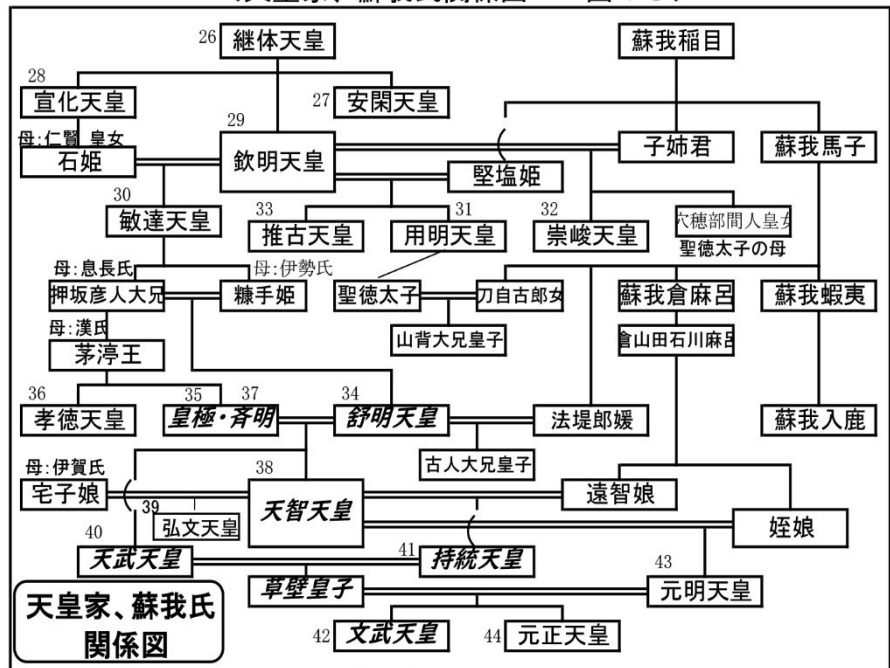 26 継体天皇 蘇我稲目
28 宣化天皇 27 安閑天皇
29 欽明天皇
母:仁賢 皇女
石姫 子姉君 蘇我馬子
堅塩姫
30 敏達天皇 33 推古天皇 31 用明天皇 32 崇峻天皇 穴穂部間人皇女
聖徳太子の母
母:息長氏 母:伊勢氏
押坂彦人大兄 糠手姫 聖徳太子 刀自古郎女 蘇我倉麻呂 蘇我蝦夷
母:漢氏
山背大兄皇子 倉山田石川麻呂
茅渟王
36 孝徳天皇 35 37 皇極・斉明 34 舒明天皇 法堤郎媛 蘇我入鹿
古人大兄皇子
母:伊賀氏
宅子娘 38 天智天皇 遠智娘
39 弘文天皇 姪娘
40 天武天皇 41 持統天皇
草壁皇子 43 元明天皇
天皇家、蘇我氏
関係図
42 文武天皇 44 元正天皇